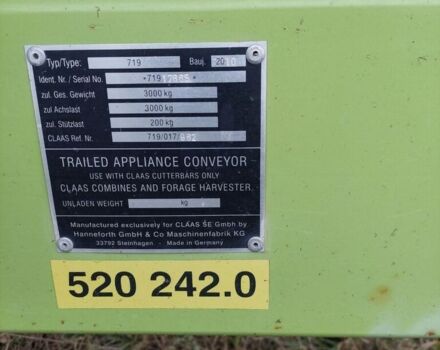 Typ/Type: 719 Bauj. 2010
Ident. Nr./ Serial No. *719
zul. Ges. Gewicht 3000 kg
zul Achslast 3000 kg
zul. Stützlast 200 kg
CLAAS Ref. Nr. 719/017/
TRAILED APPLIANCE CONVEYOR
USE WITH CLAAS CUTTERBARS ONLY
CLAAS COMBINES AND FORAGE HARVESTER.
UNLADEN WEIGHT kg
Manufactured exclusively for CLAAS SE Gmbh by
Hanneforth GmbH & Co Maschinenfabrik KG
33792 Steinhagen - Made in Germany
520 242.0